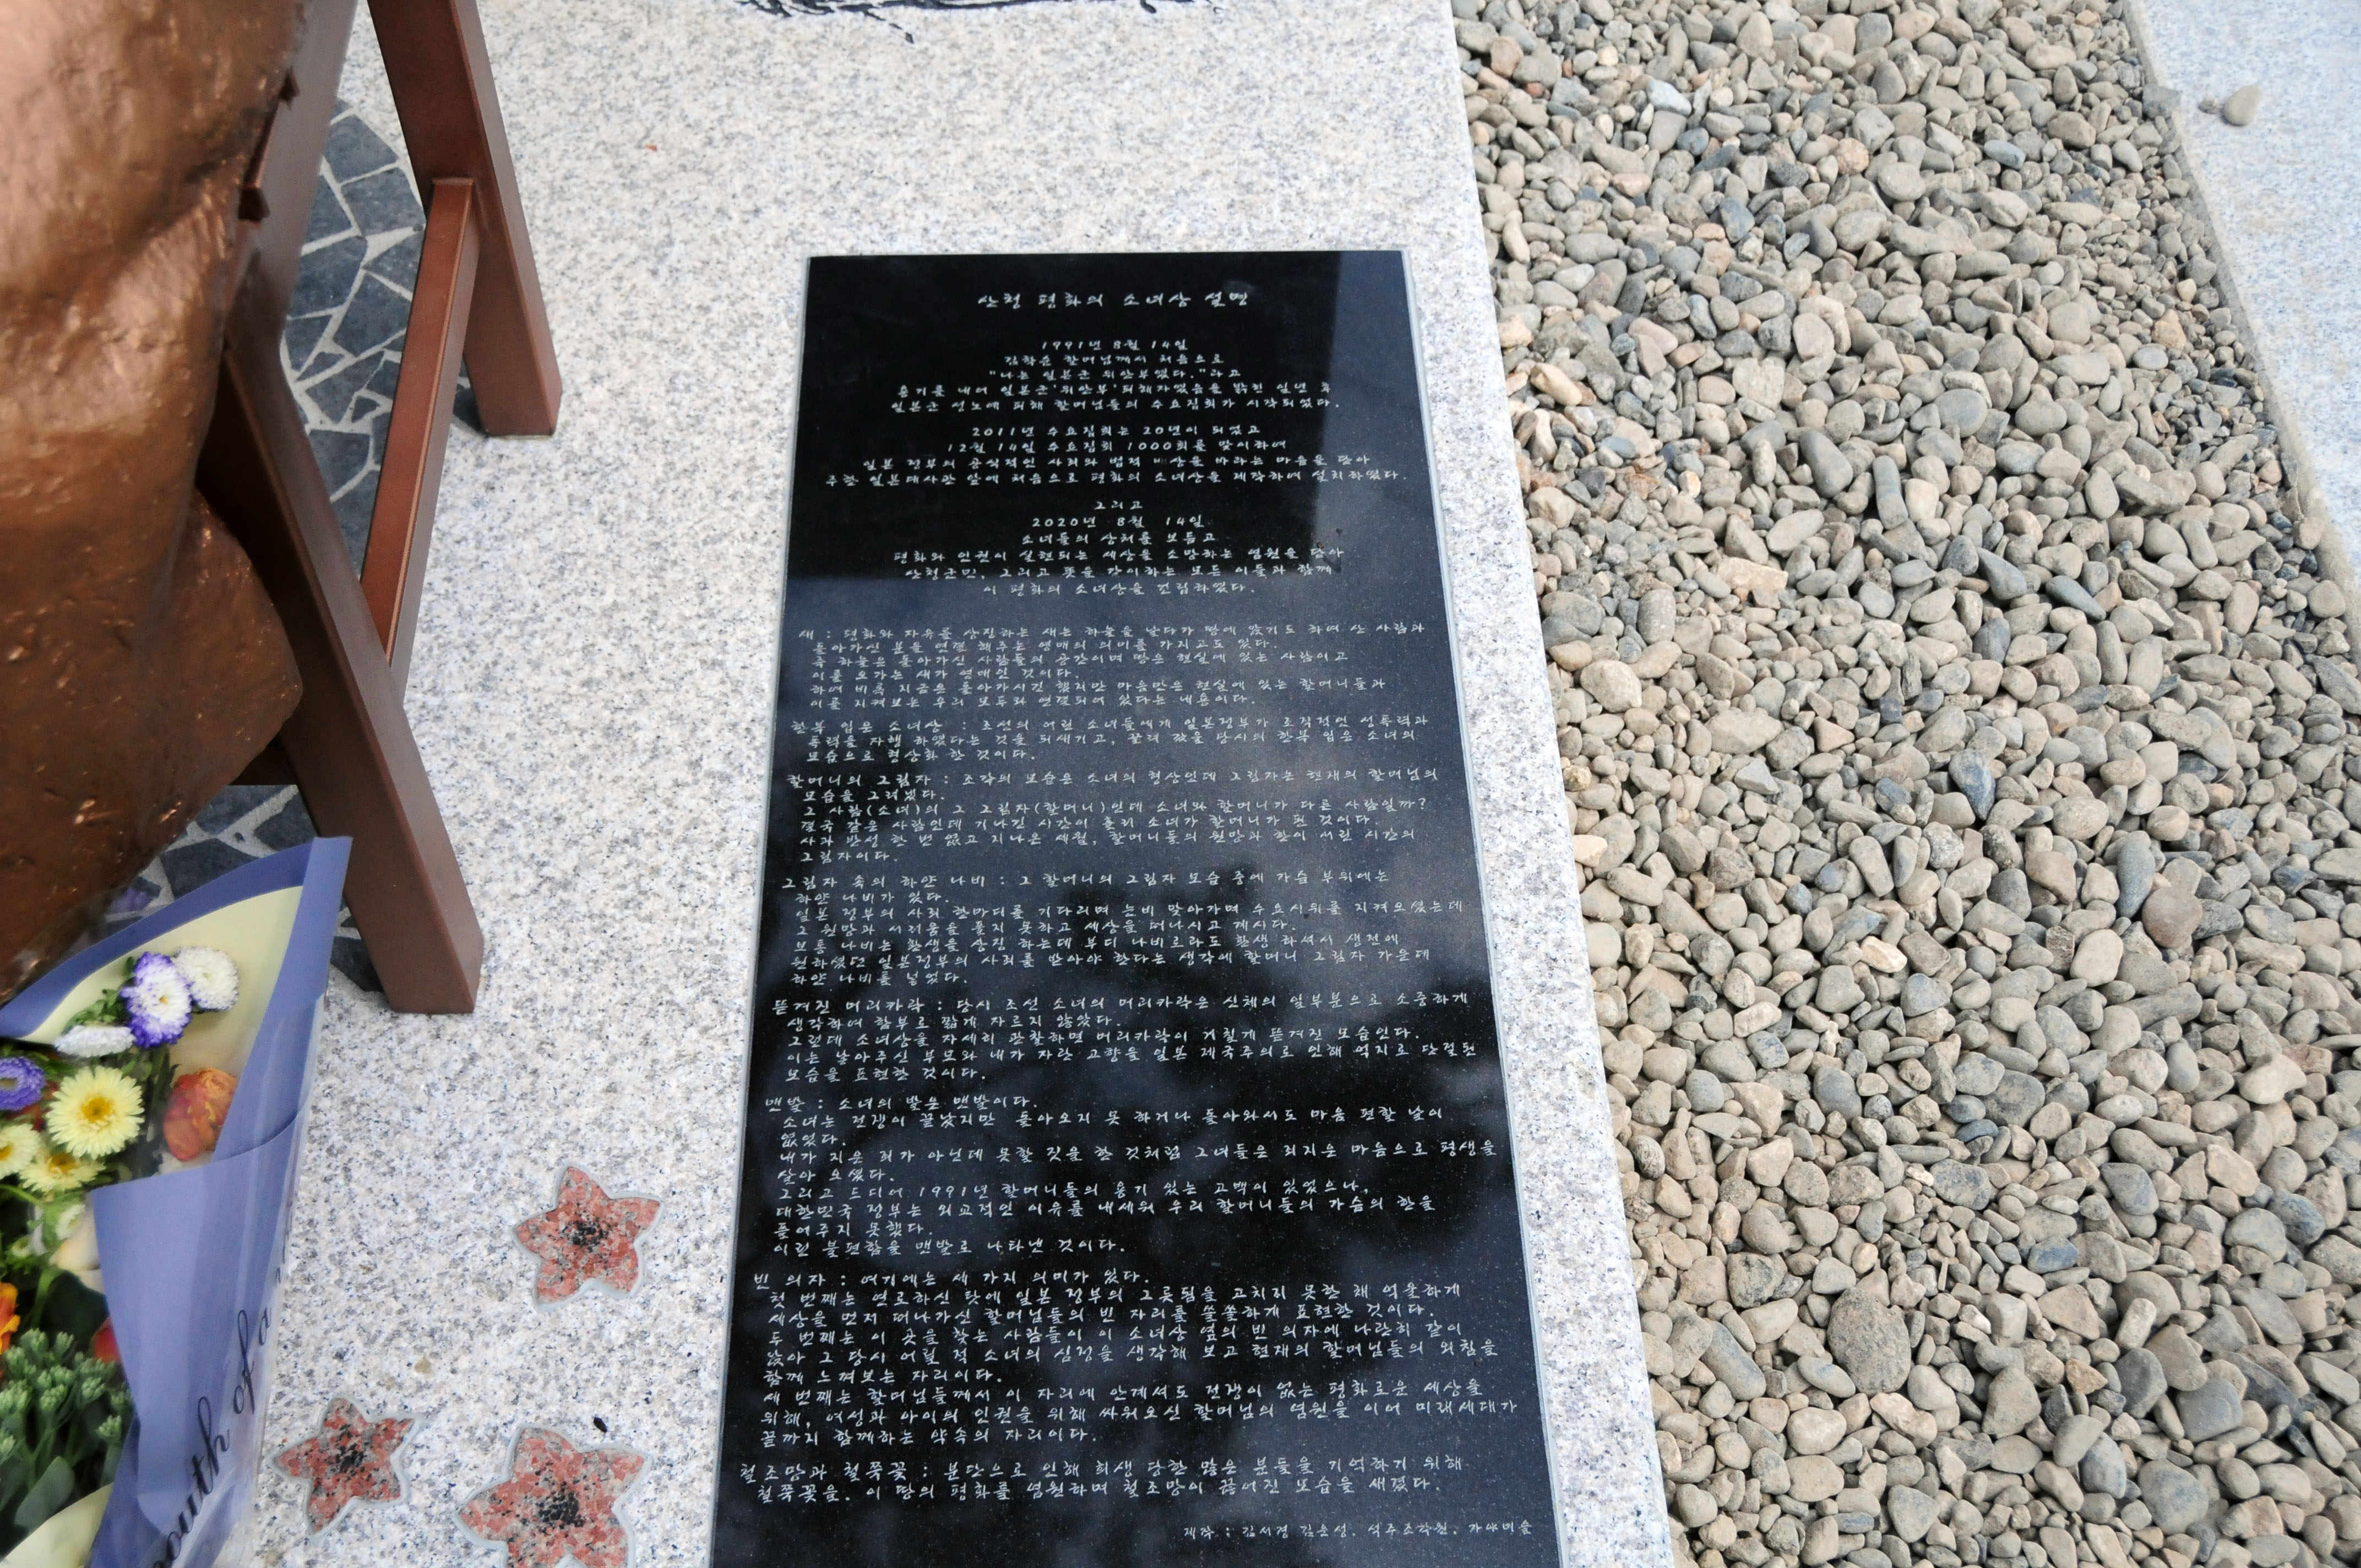 산청 평화의 소녀상 설명
1991년 8월 14일
김학순 할머님께서 처음으로
"나는 일본군 위안부였다."라고
용기를 내어 일본군'위안부'피해자였음을 밝힌 일년 후
일본군 성노예 피해 할머님들의 수요집회가 시작되었다.
2011년 수요집회는 20년이 되었고
12월 14일 수요집회 1000회를 맞이하여
일본 정부의 공식적인 사죄와 법적 배상을 바라는 마음을 담아
주한 일본대사관 앞에 처음으로 평화의 소녀상을 제작하여 설치하였다.
그리고
2020년 8월 14일
소녀들의 상처를 보듬고
평화와 인권이 실현되는 세상을 소망하는 염원을 담아
산청군민, 그리고 뜻을 같이하는 모든 이들과 함께
이 평화의 소녀상을 건립하였다.
새 : 평화와 자유를 상징하는 새는 하늘을 날다가 땅에 앉기도 하여 산 사람과
돌아가신 분을 연결 해주는 영매의 의미를 가지고도 있다.
즉 하늘은 돌아가신 사람들의 공간이며 땅은 현실에 있는 사람이고
이를 오가는 새가 영매인 것이다.
하여 비록 지금은 돌아가시긴 했지만 마음만은 현실에 있는 할머니들과
이를 지켜보는 우리 모두와 연결되어 있다는 내용이다.
한복 입은 소녀상 : 조선의 어린 소녀들에게 일본정부가 조직적인 성폭력과
폭력을 자행 하였다는 것을 되새기고, 끌려 갔을 당시의 한복 입은 소녀의
모습으로 형상화 한 것이다.
할머니의 그림자 : 조각의 모습은 소녀의 형상인데 그림자는 현재의 할머님의
모습을 그려냈다.
그 사람(소녀)의 그 그림자(할머니)인데 소녀와 할머니가 다른 사람일까?
결국 같은 사람인데 지나긴 시간이 흘러 소녀가 할머니가 된 것이다.
사과 반성 한 번 없고 지나온 세월, 할머니들의 원망과 한이 서린 시간의
그림자이다.
그림자 속의 하얀 나비 : 그 할머니의 그림자 모습 중에 가슴 부위에는
하얀 나비가 있다.
일본 정부의 사죄 한마디를 기다리며 눈비 맞아가며 수요시위를 지켜오셨는데
그 원망과 서러움을 풀지 못하고 세상을 떠나시고 계시다.
보통 나비는 환생을 상징 하는데 부디 나비로라도 환생 하셔서 생전에
원하셨던 일본정부의 사죄를 받아야 한다는 생각에 할머니 그림자 가운데
하얀 나비를 넣었다.
뜯겨진 머리카락 : 당시 조선 소녀의 머리카락은 신체의 일부분으로 소중하게
생각하여 함부로 짧게 자르지 않았다.
그런데 소녀상을 자세히 관찰하면 머리카락이 거칠게 뜯겨진 모습인다.
이는 낳아주신 부모와 내가 자란 고향을 일본 제국주의로 인해 억지로 단절된
모습을 표현한 것이다.
맨발 : 소녀의 발은 맨발이다.
소녀는 전쟁이 끝났지만 돌아오지 못 하거나 돌아와서도 마음 편할 날이
없었다.
내가 지은 죄가 아닌데 못할 짓을 한 것처럼 그녀들은 죄지은 마음으로 평생을
살아 오셨다.
그리고 드디어 1991년 할머니들의 용기 있는 고백이 있었으나,
대한민국 정부는 외교적인 이유를 내세워 우리 할머니들의 가슴의 한을
풀어주지 못했다.
이런 불편함을 맨발로 나타낸 것이다.
빈 의자 : 여기에는 세 가지 의미가 있다.
첫 번째는 연로하신 탓에 일본 정부의 그릇됨을 고치지 못한 채 억울하게
세상을 먼저 떠나가신 할머님들의 빈 자리를 쓸쓸하게 표현한 것이다.
두 번째는 이 곳을 찾는 사람들이 이 소녀상 옆의 빈 의자에 나란히 같이
앉아 그 당시 어릴 적 소녀의 심정을 생각해 보고 현재의 할머님들의 외침을
함께 느껴보는 자리이다.
세 번째는 할머님들께서 이 자리에 안계셔도 전쟁이 없는 평화로운 세상을
위해, 여성과 아이의 인권을 위해 싸워오신 할머님의 염원을 이어 미래세대가
끝까지 함께하는 약속의 자리이다.
철조망과 철쭉꽃 : 분단으로 인해 희생 당한 많은 분들을 기억하기 위해
철쭉꽃을. 이 땅의 평화를 염원하며 철조망이 끊어진 모습을 새겼다.
제작 : 김서경 김운성. 석주조각원. 가야미술
mouth of a